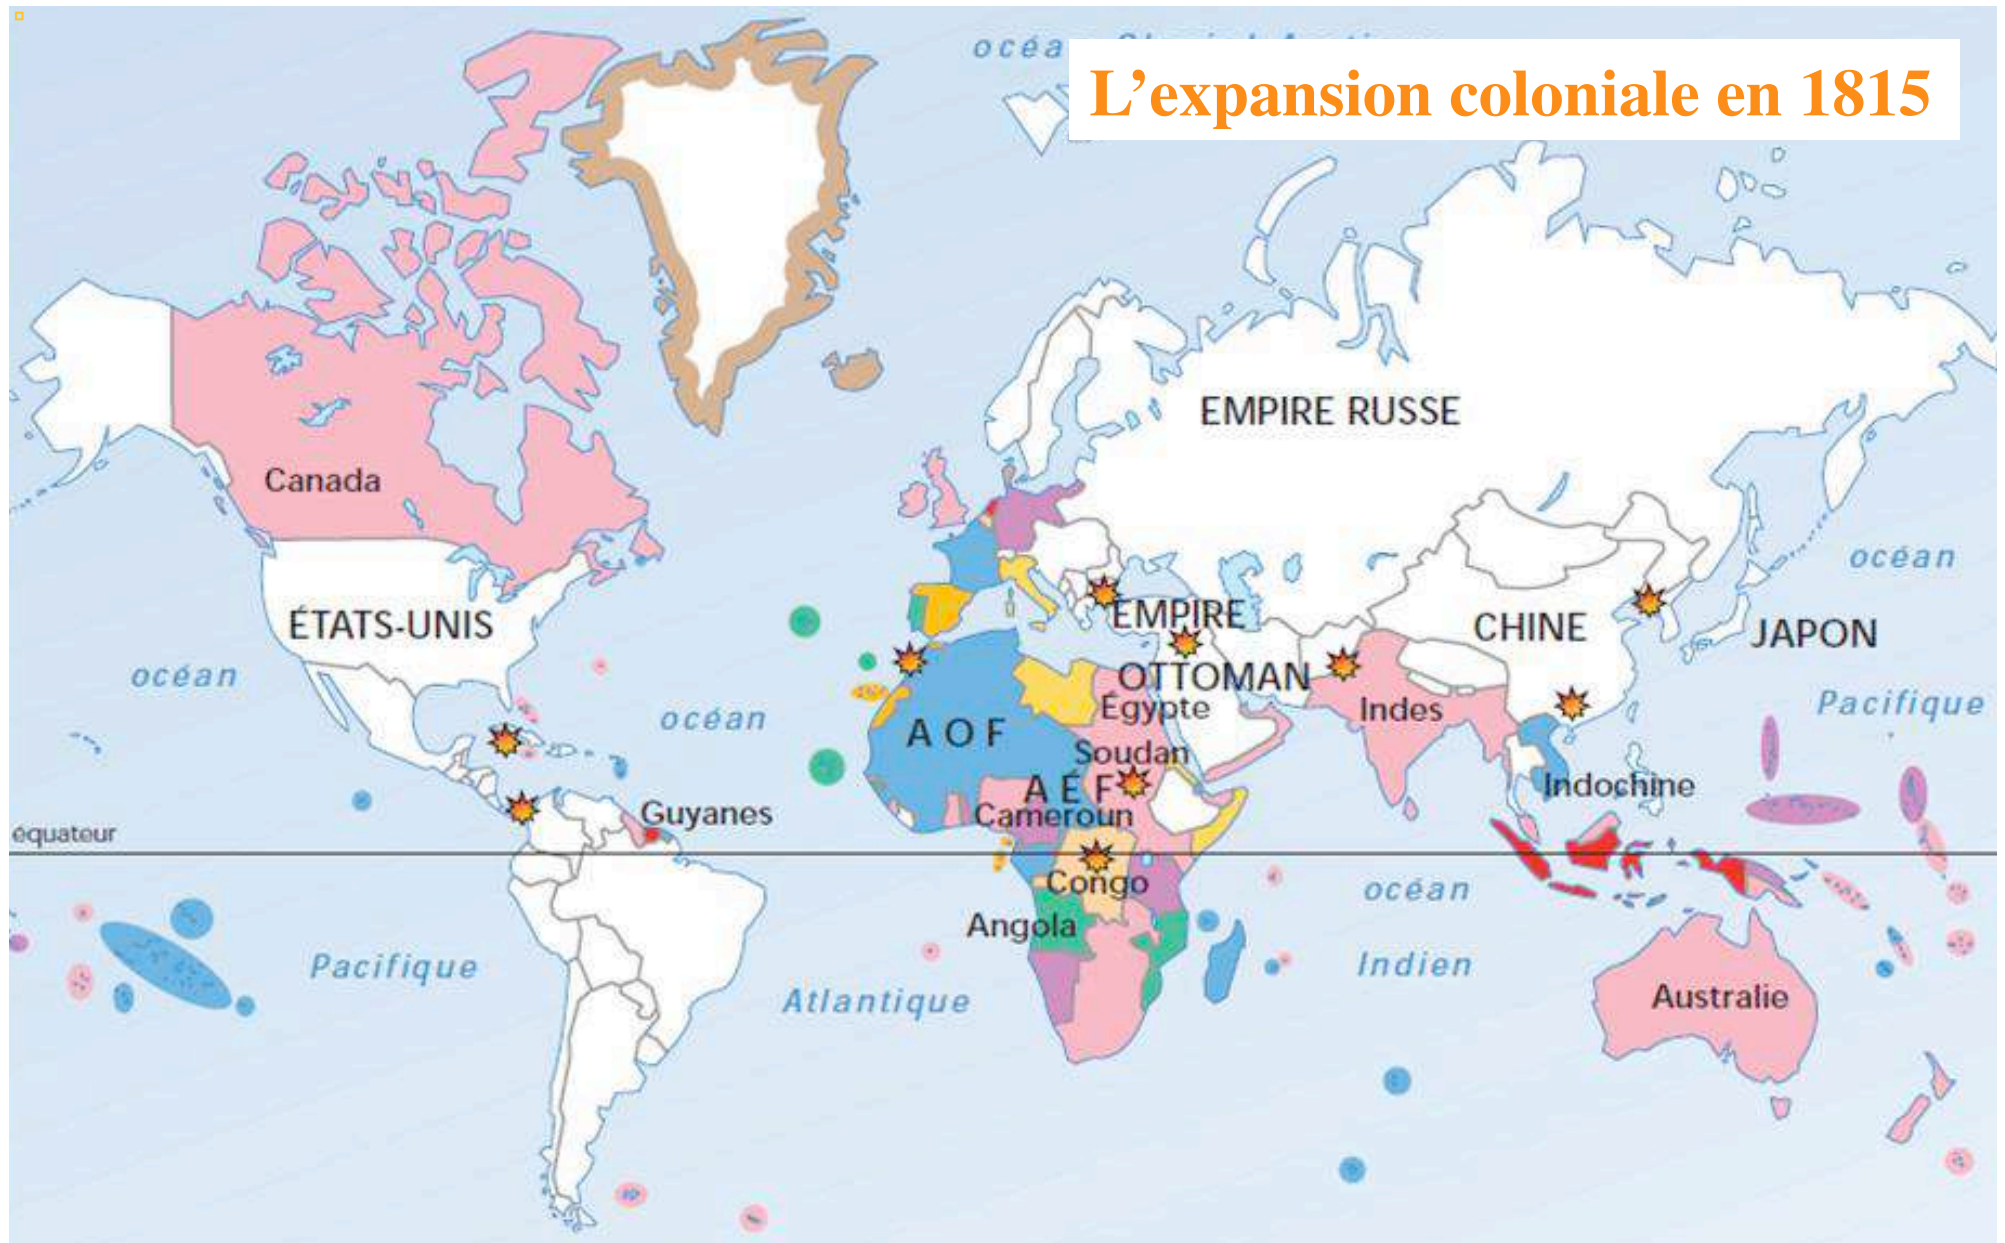 océa
L’expansion coloniale en 1815
EMPIRE RUSSE
Canada
océan
ÉTATS-UNIS
EMPIRE
CHINE
JAPON
océan
OTTOMAN
Pacifique
océan
Égypte
Indes
A O F
Soudan
A É F
Indochine
Guyanes
Cameroun
équateur
Congo
océan
Angola
Pacifique
Indien
Atlantique
Australie